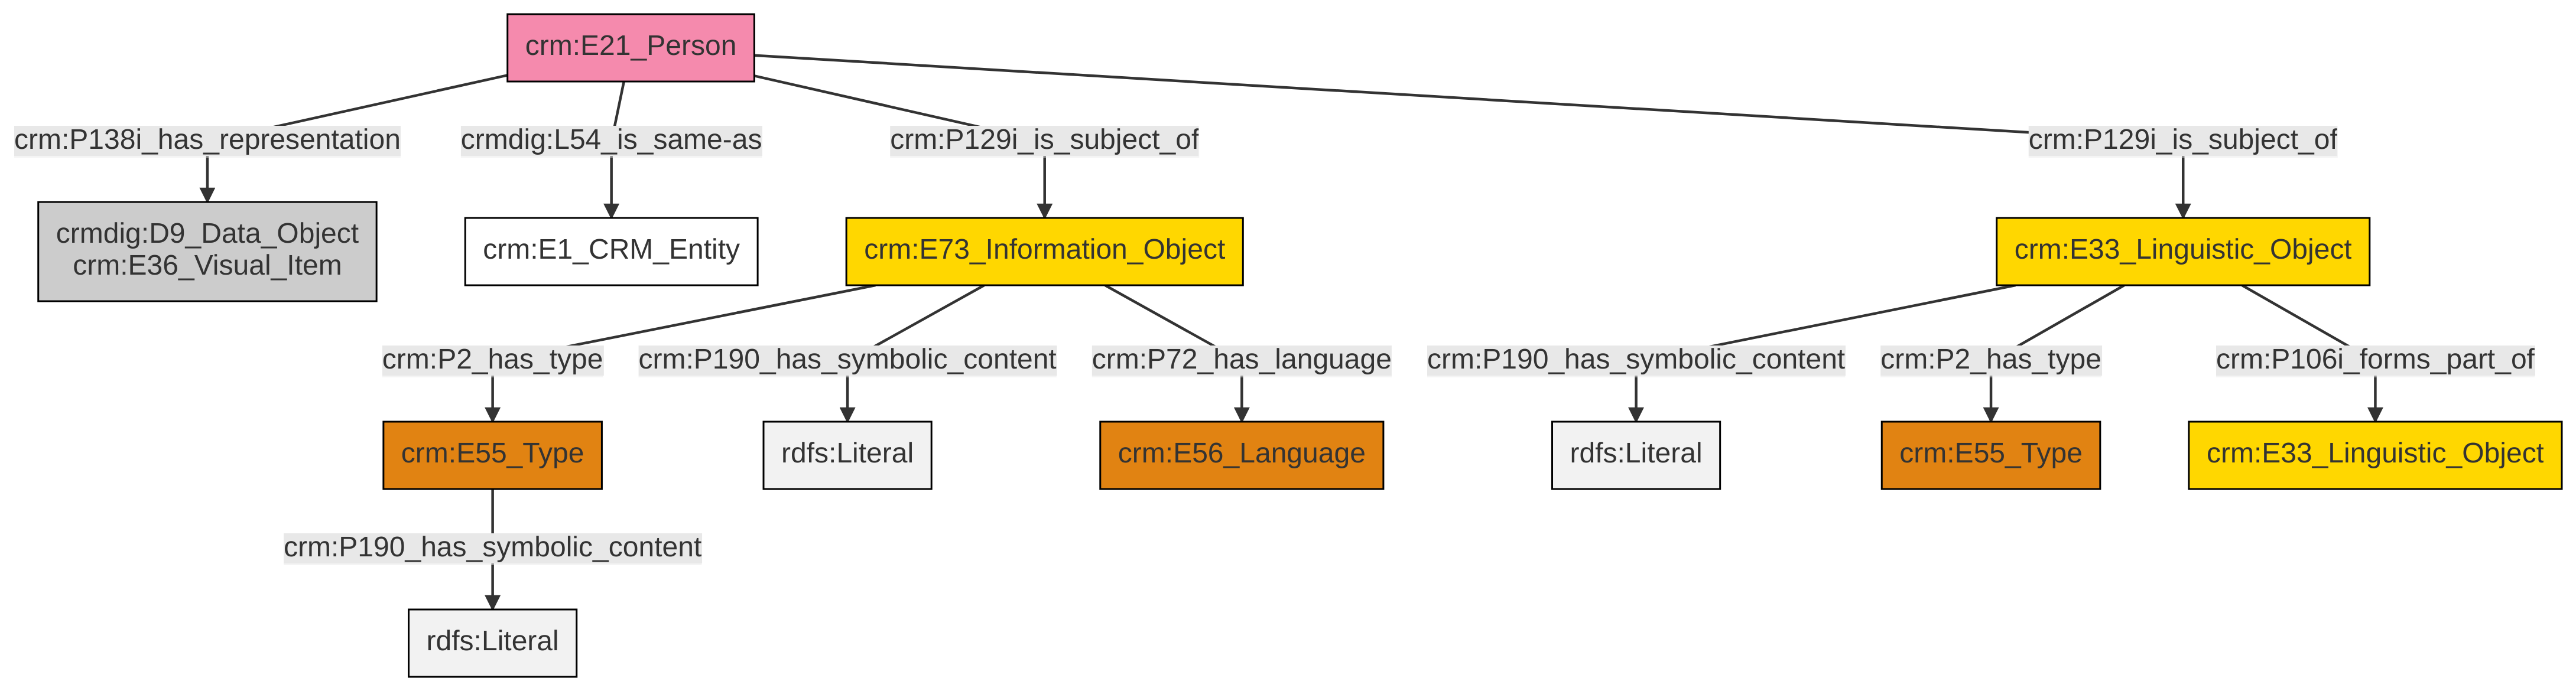 crm:E21_Person
crm:P138i_has_representation
crmdig:L54_is_same-as
crm:P129i_is_subject_of
crm:P129i_is_subject_of
crmdig:D9_Data_Object
crm:E36_Visual_Item
crm:E1_CRM_Entity
crm:E73_Information_Object
crm:E33_Linguistic_Object
crm:P2_has_type
crm:P190_has_symbolic_content
crm:P72_has_language
crm:P190_has_symbolic_content
crm:P2_has_type
crm:P106i_forms_part_of
crm:E55_Type
rdfs:Literal
crm:E56_Language
rdfs:Literal
crm:E55_Type
crm:E33_Linguistic_Object
crm:P190_has_symbolic_content
rdfs:Literal